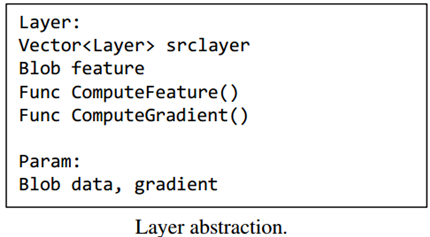 Layer:
Vector<Layer> srclayer
Blob feature
Func ComputeFeature()
Func ComputeGradient()
Param:
Blob data, gradient
Layer abstraction.